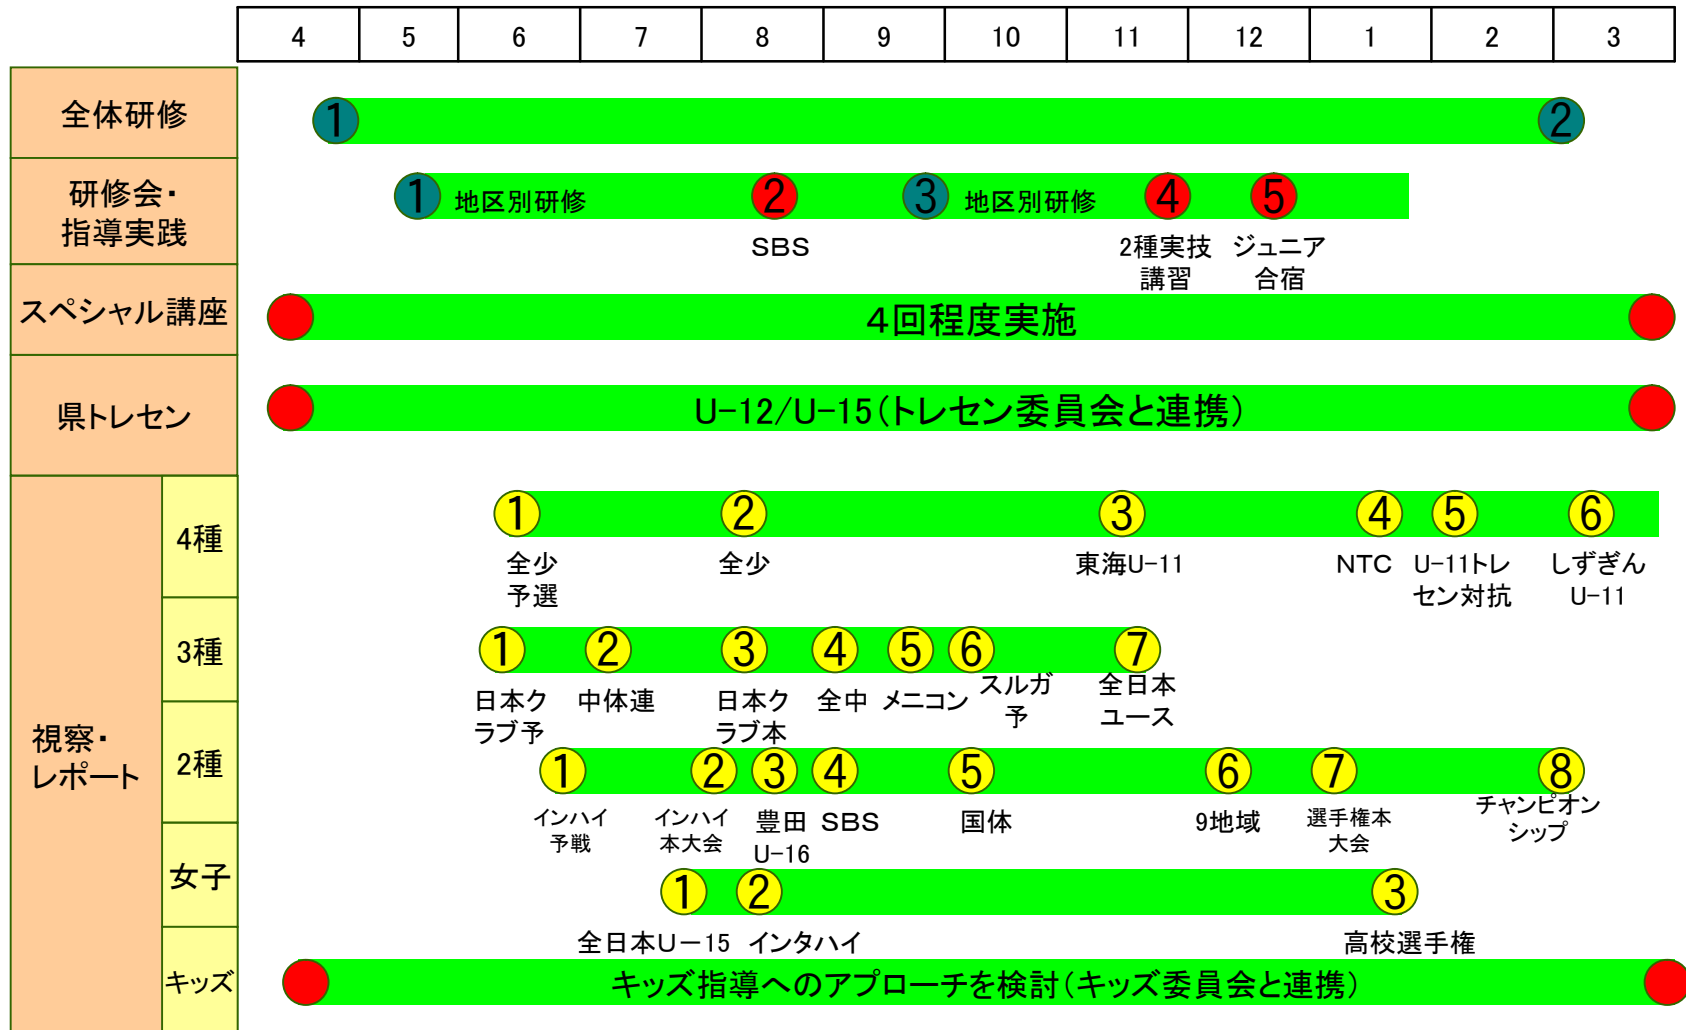 4 5 6 7 8 9 10 11 12 1 2 3
全体研修
1 2
研修会・
指導実践
1 地区別研修 2 3 地区別研修 4 5
SBS
2種実技
講習
ジュニア
合宿
スペシャル講座
4回程度実施
県トレセン
U-12/U-15(トレセン委員会と連携)
視察・
レポート
4種
1 2 3 4 5 6
全少
予選
全少
東海U-11
NTC
U-11トレ
セン対抗
しずぎん
U-11
3種
1 2 3 4 5 6 7
日本ク
ラブ予
中体連
日本ク
ラブ本
全中
メニコン
スルガ
予
全日本
ユース
2種
1 2 3 4 5 6 7 8
インハイ
予戦
インハイ
本大会
豊田
U-16
SBS
国体
9地域
選手権本
大会
チャンピオン
シップ
女子
1 2 3
全日本U-15
インタハイ
高校選手権
キッズ
キッズ指導へのアプローチを検討(キッズ委員会と連携)